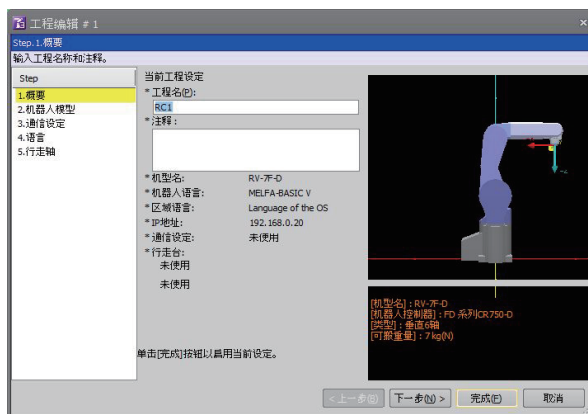 工程编辑 # 1
Step.1.概要
输入工程名称和注释。
Step
1.概要
2.机器人模型
3.通信设定
4.语言
5.行走轴
当前工程设定
*工程名(P):
RC1
*注释:
*机型名: RV-7F-D
*机器人语言: MELFA-BASIC V
*区域语言: Language of the OS
*IP地址: 192.168.0.20
*通信设定: 未使用
*行走台:
未使用
未使用
单击[完成]按钮以启用当前设定。
[机型名] : RV-7F-D
[机器人控制器] : FD 系列CR750-D
[类型] : 垂直6轴
[可搬重量] : 7 kg(N)
< 上一步(B) 下一步(N) > 完成(F) 取消